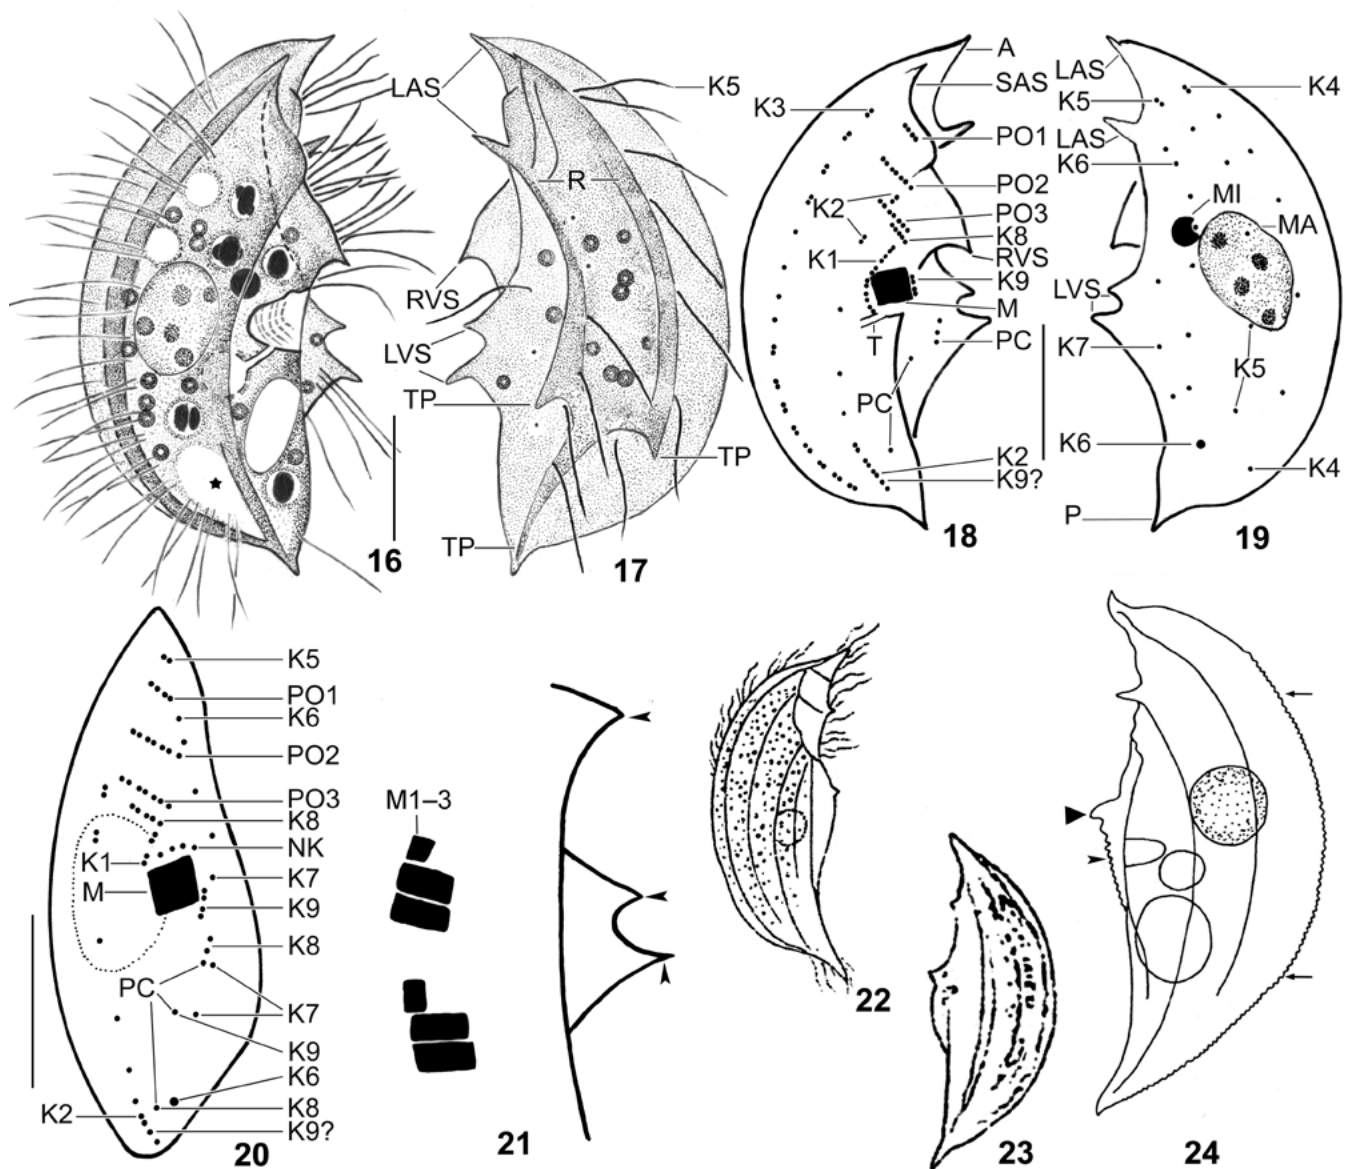 LAS
RVS
LVS
TP
16
K5
R
TP
TP
17
A
SAS
K3
PO1
PO2
K2
PO3
K8
K1
RVS
K9
M
T
PC
PC
K2
K9?
18
LAS
K4
K5
LAS
K6
MI
MA
LVS
K7
K5
K6
K4
P
19
K5
PO1
K6
PO2
PO3
K8
NK
K1
K7
M
K9
K8
PC
K7
K9
K6
K2
K8
K9?
20
M1–3
21
22
23
24